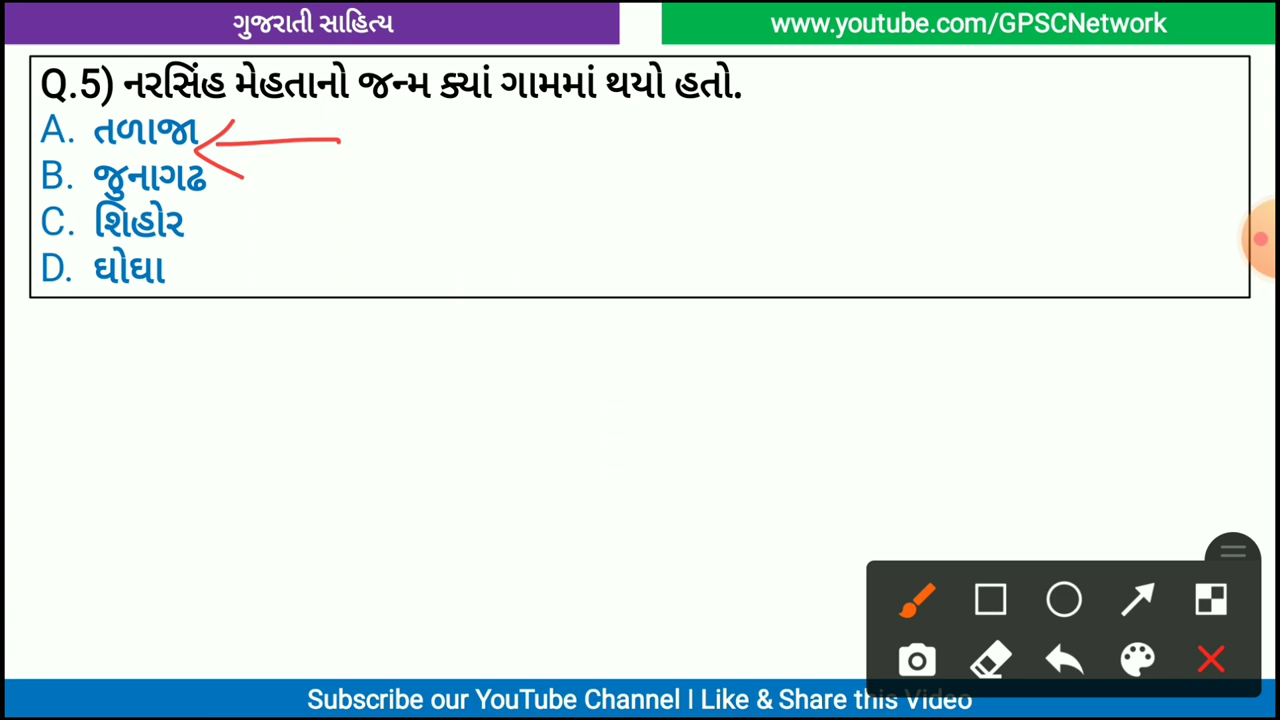 ગુજરાતી સાહિત્ય
www.youtube.com/GPSCNetwork
Q.5) નરસિંહ મેહતાનો જન્મ ક્યાં ગામમાં થયો હતો.
A. તળાજા
B. જુનાગઢ
C. શિહોર
D. ઘોઘા
Subscribe our YouTube Channel I Like & Share this Video